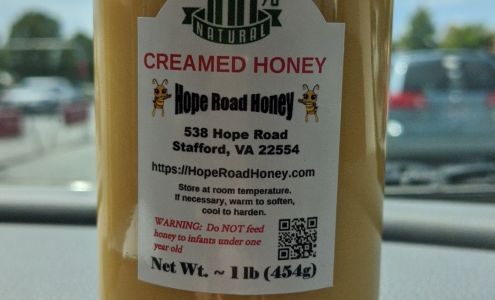 %
NATURAL
CREAMED HONEY
Hope Road Honey
538 Hope Road
Stafford, VA 22554
https://HopeRoadHoney.com
Store at room temperature.
If necessary, warm to soften,
cool to harden.
WARNING: Do NOT feed
honey to infants under one
year old
Net Wt. ~ 1 lb (454g)